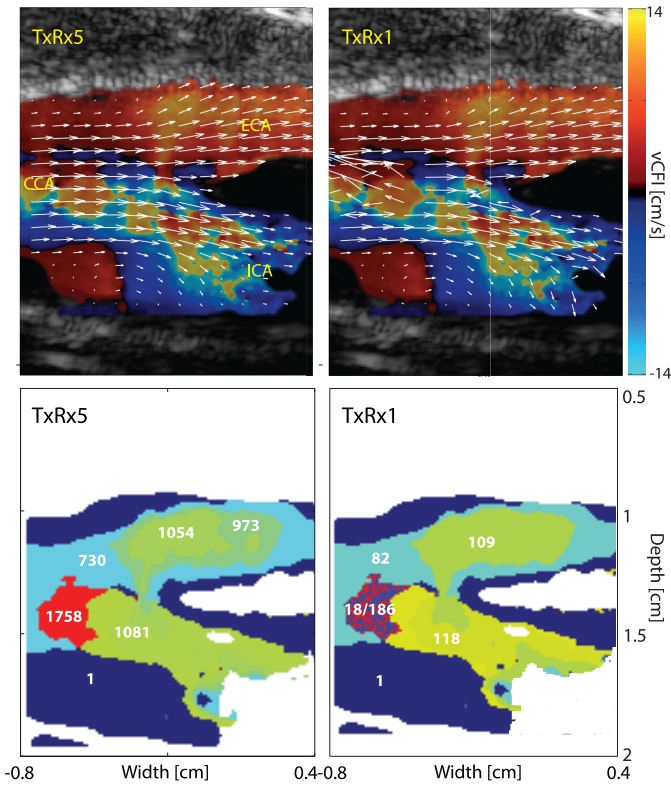 TxRx5
TxRx1
14
ECA
CCA
ICA
vCFI [cm/s]
-14
TxRx5
TxRx1
0.5
1054
973
730
1758
1081
1
109
82
18/186
118
1
1
1.5
Depth [cm]
2
-0.8
Width [cm]
0.4
-0.8
Width [cm]
0.4